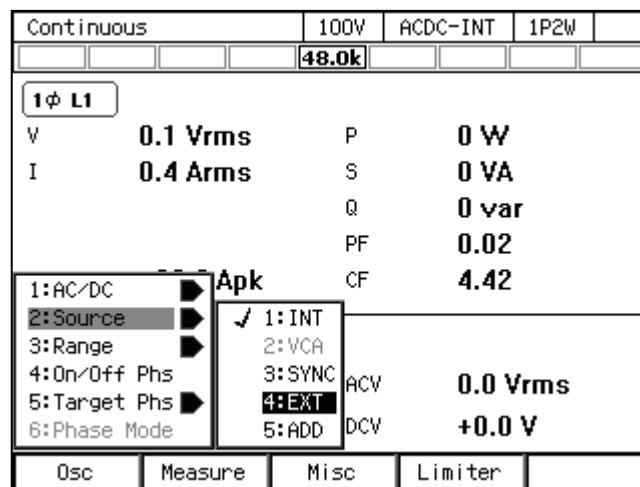 Continuous 100V ACDC-INT 1P2W
48.0k
1ϕ L1
V 0.1 Vrms P 0 W
I 0.4 Arms S 0 VA
Q 0 var
PF 0.02
Apk CF 4.42
1:AC/DC
2:Source
3:Range
4:On/Off Phs
5:Target Phs
6:Phase Mode
✓ 1:INT
2:VCA
3:SYNC
4:EXT
5:ADD
ACV 0.0 Vrms
DCV +0.0 V
Osc Measure Misc Limiter